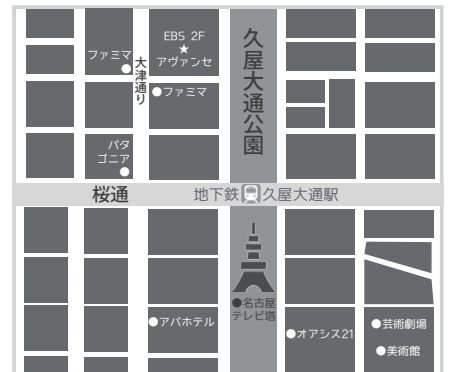 EBS 2F
★
アヴァンセ
ファミマ
大津通り
ファミマ
久屋大通公園
パタ
ゴニア
桜通
地下鉄 久屋大通駅
名古屋
テレビ塔
アパホテル
オアシス21
芸術劇場
美術館